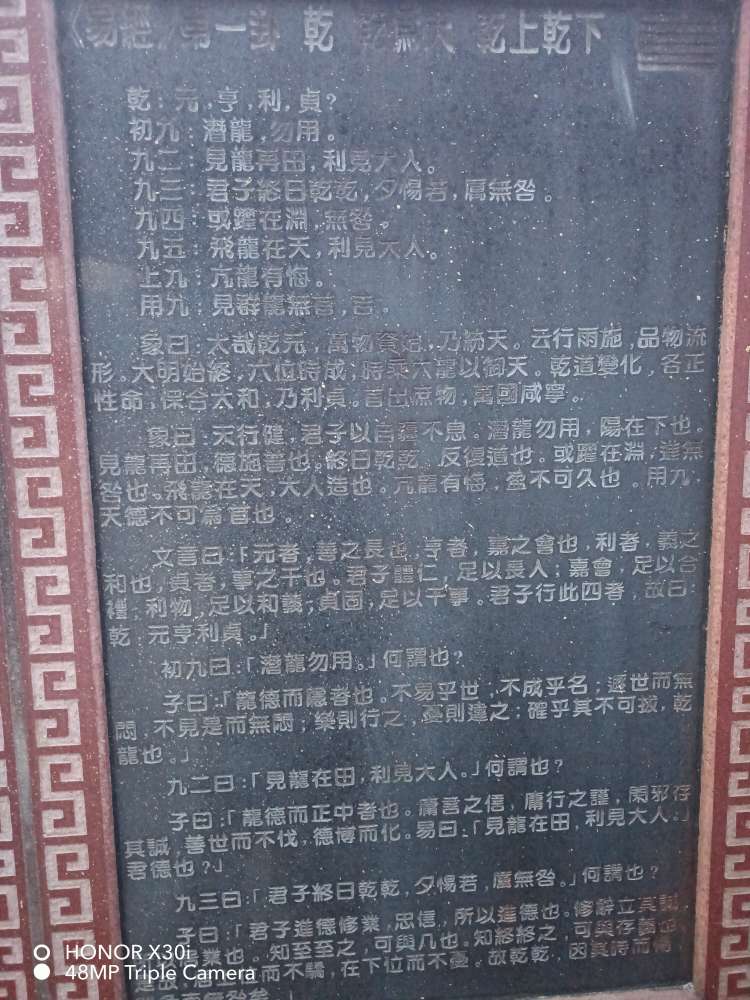 《易經》第一卦 乾 乾為天 乾上乾下
乾：元，亨，利，貞？
初九：潛龍，勿用。
九二：見龍再田，利見大人。
九三：君子終日乾乾，夕惕若，厲無咎。
九四：或躍在淵，無咎。
九五：飛龍在天，利見大人。
上九：亢龍有悔。
用九：見群龍無首，吉。
彖曰：大哉乾元，萬物資始，乃統天。云行雨施，品物流
形。大明始終，六位時成；時乘六龍以御天。乾道變化，各正
性命，保合太和，乃利貞。首出庶物，萬國咸寧。
象曰：天行健，君子以自疆不息。潛龍勿用，陽在下也。
見龍再田，德施普也。終日乾乾，反復道也。或躍在淵，進無
咎也。飛龍在天，大人造也。亢龍有悔，盈不可久也。用九，
天德不可為首也。
文言曰：「元者，善之長也，亨者，嘉之會也，利者，義之
和也，貞者，事之干也。君子體仁，足以長人；嘉會，足以合
禮；利物，足以和義；貞固，足以干事。君子行此四者，故曰：
乾：元亨利貞。」
初九曰：「潛龍勿用。」何謂也？
子曰：「龍德而隱者也。不易乎世，不成乎名；遯世而無
悶，不見是而無悶；樂則行之，憂則違之；確乎其不可拔，乾
龍也。」
九二曰：「見龍在田，利見大人。」何謂也？
子曰：「龍德而正中者也。庸言之信，庸行之謹，閑邪存
其誠，善世而不伐，德博而化。易曰：「見龍在田，利見大人。」
君德也？」
九三曰：「君子終日乾乾，夕惕若，厲無咎。」何謂也？
子曰：「君子進德修業，忠信，所以進德也。修辭立其誠，
業也。知至至之，可與几也。知終終之，可與存義也。
是故，居上位而不驕，在下位而不憂。故乾乾，因其時而惕，
無咎矣。」
HONOR X30i
48MP Triple Camera